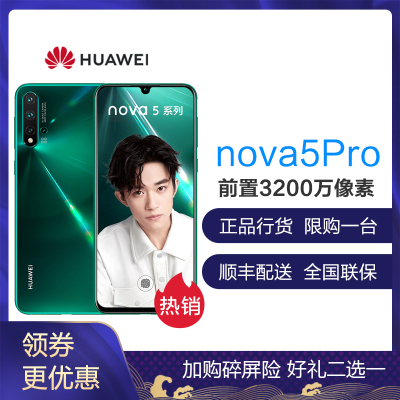 HUAWEI
nova 5 系列
nova5Pro
前置3200万像素
正品行货 限购一台
顺丰配送 全国联保
HUAWEI
热销
领券
更优惠
加购碎屏险 好礼二选一